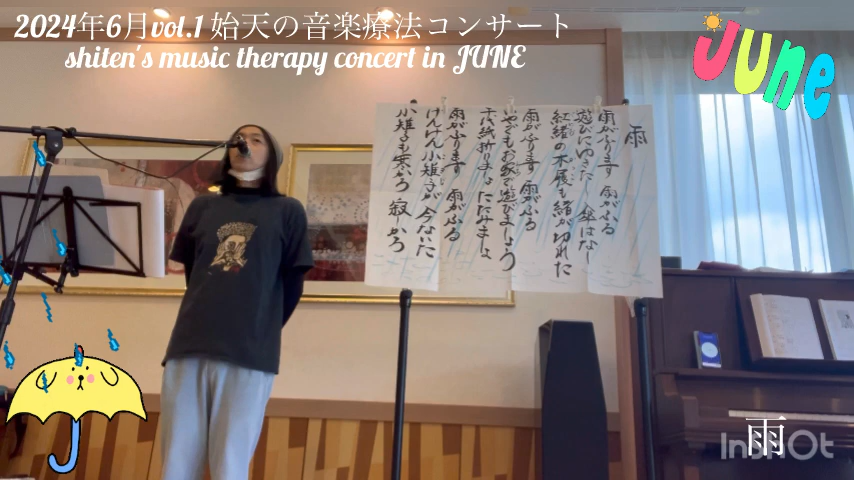 2024年6月vol.1 始天の音楽療法コンサート
shiten's music therapy concert in JUNE
JUNE
雨
雨がふります 雨がふる
遊びにゆきたし 傘はなし
紅緒の木履も緒が切れた
雨がふります 雨がふる
いやでもお家で遊びましょう
千代紙折りましょたたみましょ
雨がふります 雨がふる
けんけん小雉子が今ないた
小雉子も寒かろ 寂しかろ
雨
InShOt